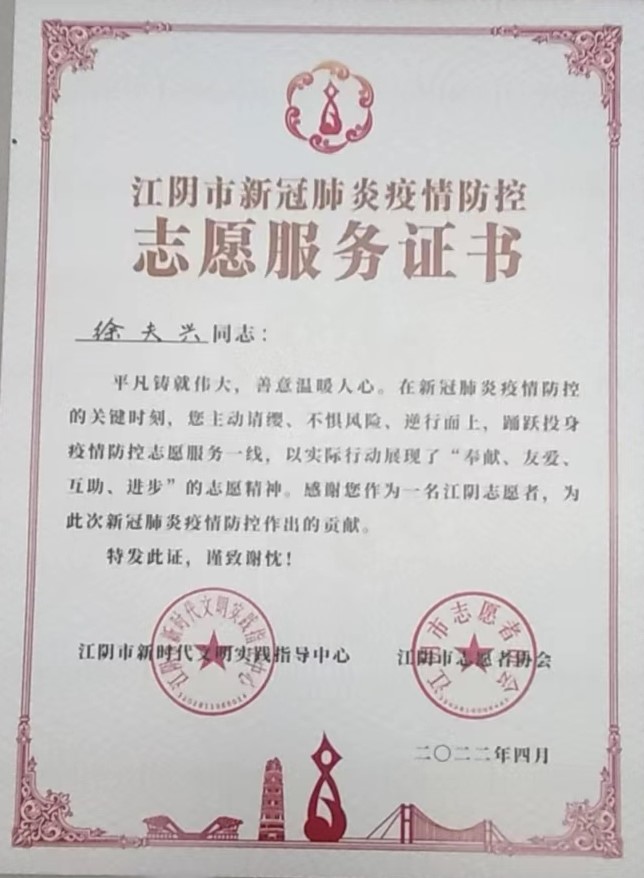 江阴市新冠肺炎疫情防控
志愿服务证书
徐夫兴同志：
平凡铸就伟大，善意温暖人心。在新冠肺炎疫情防控
的关键时刻，您主动请缨、不惧风险、逆行而上，踊跃投身
疫情防控志愿服务一线，以实际行动展现了“奉献、友爱、
互助、进步”的志愿精神。感谢您作为一名江阴志愿者，为
此次新冠肺炎疫情防控作出的贡献。
特发此证，谨致谢忱！
江阴市新时代文明实践指导中心
江阴市志愿者协会
二〇二二年四月